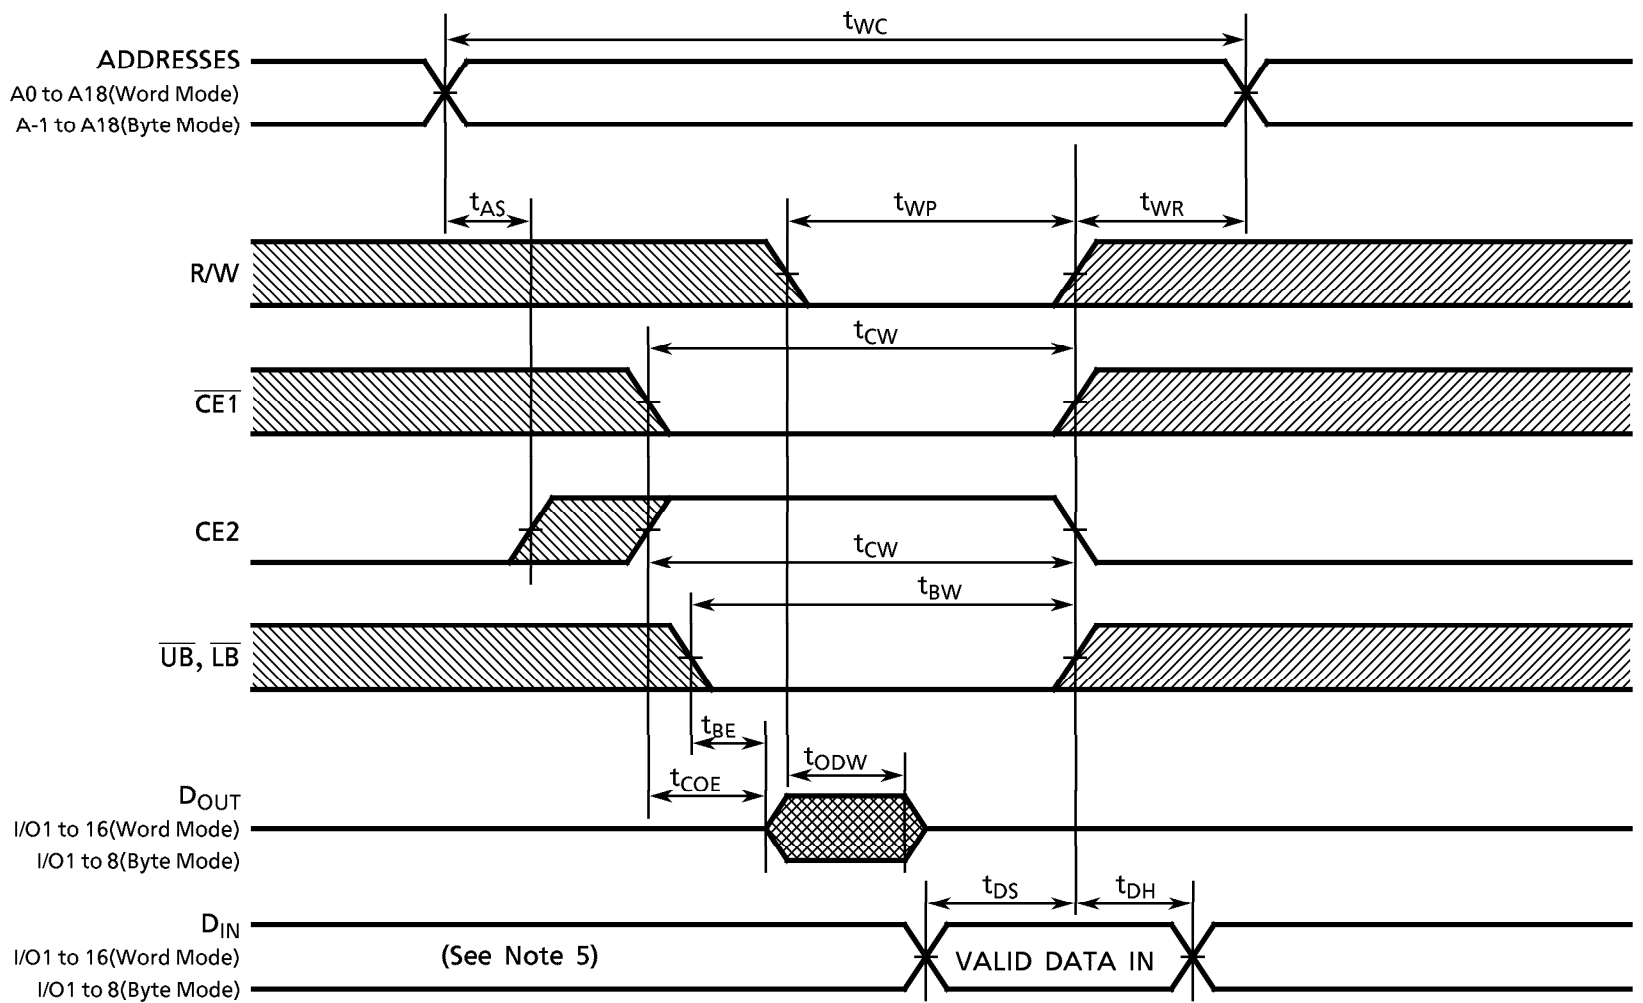 tWC
ADDRESSES
A0 to A18(Word Mode)
A-1 to A18(Byte Mode)
tAS
tWP
tWR
R/W
tCW
CE1
CE2
tCW
tBW
UB, LB
tBE
tODW
tCOE
DOUT
I/O1 to 16(Word Mode)
I/O1 to 8(Byte Mode)
tDS
tDH
DIN
I/O1 to 16(Word Mode)
(See Note 5)
VALID DATA IN
I/O1 to 8(Byte Mode)